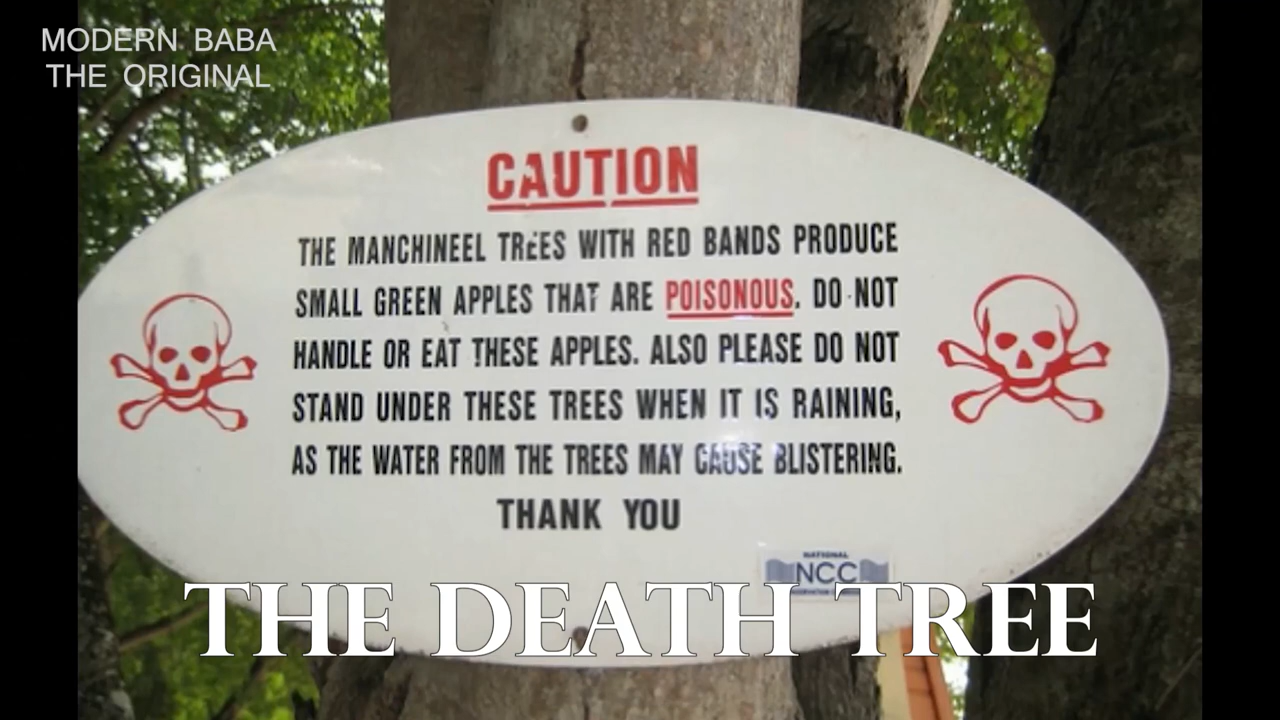 MODERN BABA
THE ORIGINAL
CAUTION
THE MANCHINEEL TREES WITH RED BANDS PRODUCE
SMALL GREEN APPLES THAT ARE POISONOUS. DO NOT
HANDLE OR EAT THESE APPLES. ALSO PLEASE DO NOT
STAND UNDER THESE TREES WHEN IT IS RAINING,
AS THE WATER FROM THE TREES MAY CAUSE BLISTERING.
THANK YOU
NATIONAL
NCC
THE DEATH TREE